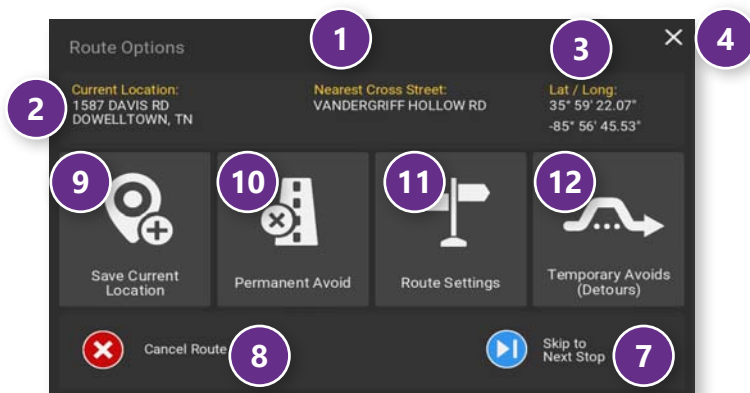 1
3
4
Route Options
2
Current Location:
1587 DAVIS RD
DOWELLTOWN, TN
Nearest Cross Street:
VANDERGRIFF HOLLOW RD
Lat / Long:
35° 59' 22.07"
-85° 56' 45.53"
9
10
11
12
Save Current
Location
Permanent Avoid
Route Settings
Temporary Avoids
(Detours)
Cancel Route
8
Skip to
Next Stop
7